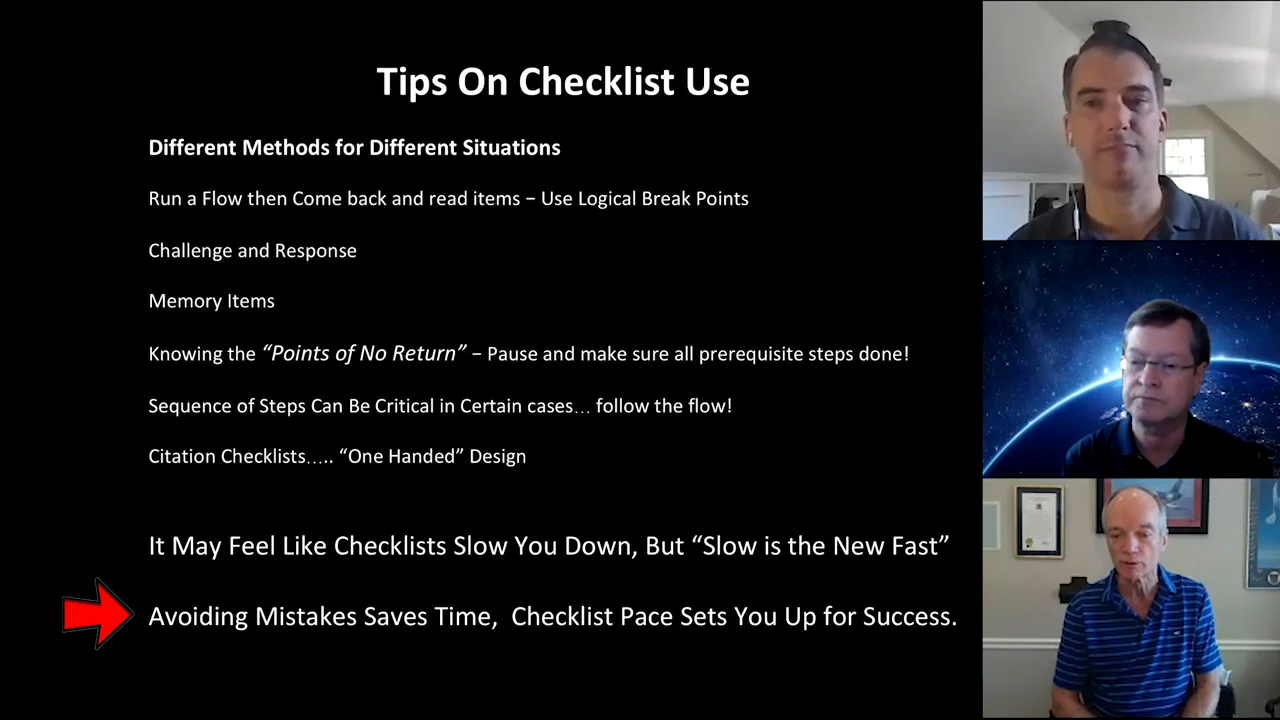 Tips On Checklist Use
Different Methods for Different Situations
Run a Flow then Come back and read items – Use Logical Break Points
Challenge and Response
Memory Items
Knowing the “Points of No Return” – Pause and make sure all prerequisite steps done!
Sequence of Steps Can Be Critical in Certain cases… follow the flow!
Citation Checklists….. “One Handed” Design
It May Feel Like Checklists Slow You Down, But “Slow is the New Fast”
Avoiding Mistakes Saves Time,  Checklist Pace Sets You Up for Success.